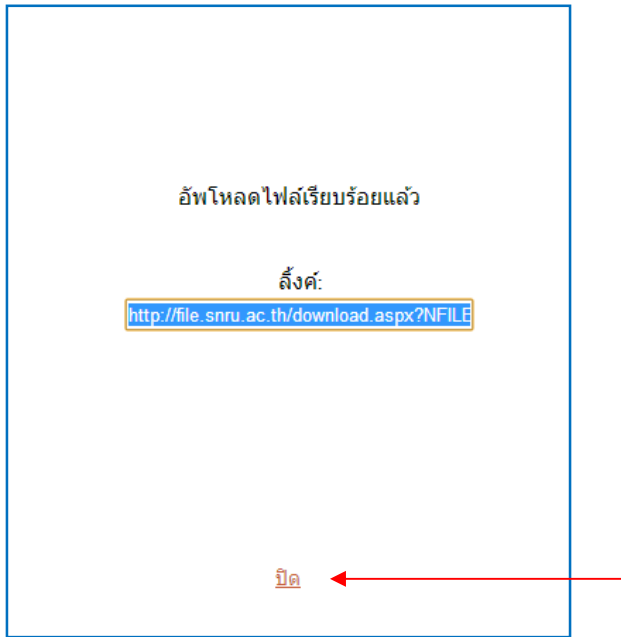 อัพโหลดไฟล์เรียบร้อยแล้ว
ลิ้งค์:
http://file.snru.ac.th/download.aspx?NFILE
ปิด